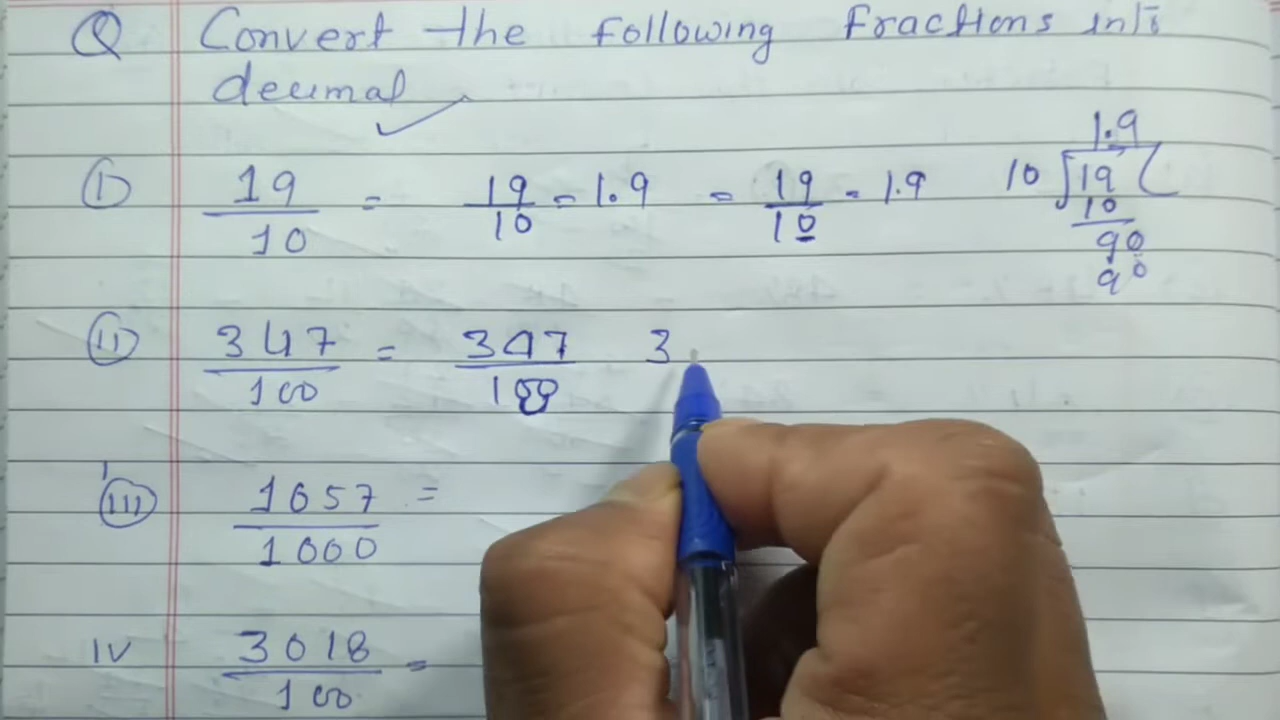 Q Convert the following fractions into
decimal
(i) 19/10 = 19/10 = 1.9 = 19/10 = 1.9
1.9
10 19
10
90
90
(ii) 347/100 = 347/100 3.
(iii) 1057/1000 =
iv 3018/100 =